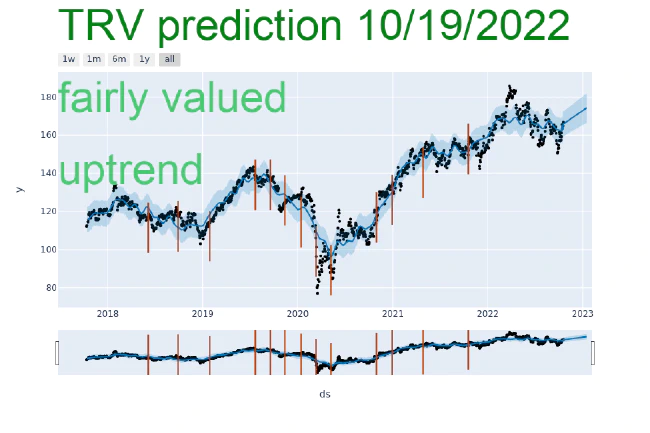 TRV prediction 10/19/2022
1w 1m 6m 1y all
fairly valued
uptrend
180
160
140
120
100
80
y
2018 2019 2020 2021 2022 2023
ds